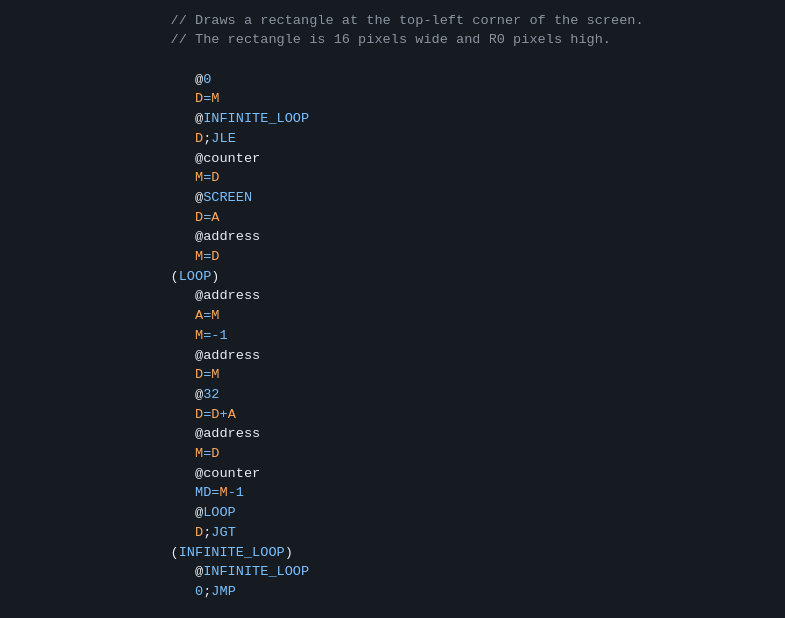 // Draws a rectangle at the top-left corner of the screen.
// The rectangle is 16 pixels wide and R0 pixels high.
@0
D=M
@INFINITE_LOOP
D;JLE
@counter
M=D
@SCREEN
D=A
@address
M=D
(LOOP)
@address
A=M
M=-1
@address
D=M
@32
D=D+A
@address
M=D
@counter
MD=M-1
@LOOP
D;JGT
(INFINITE_LOOP)
@INFINITE_LOOP
0;JMP